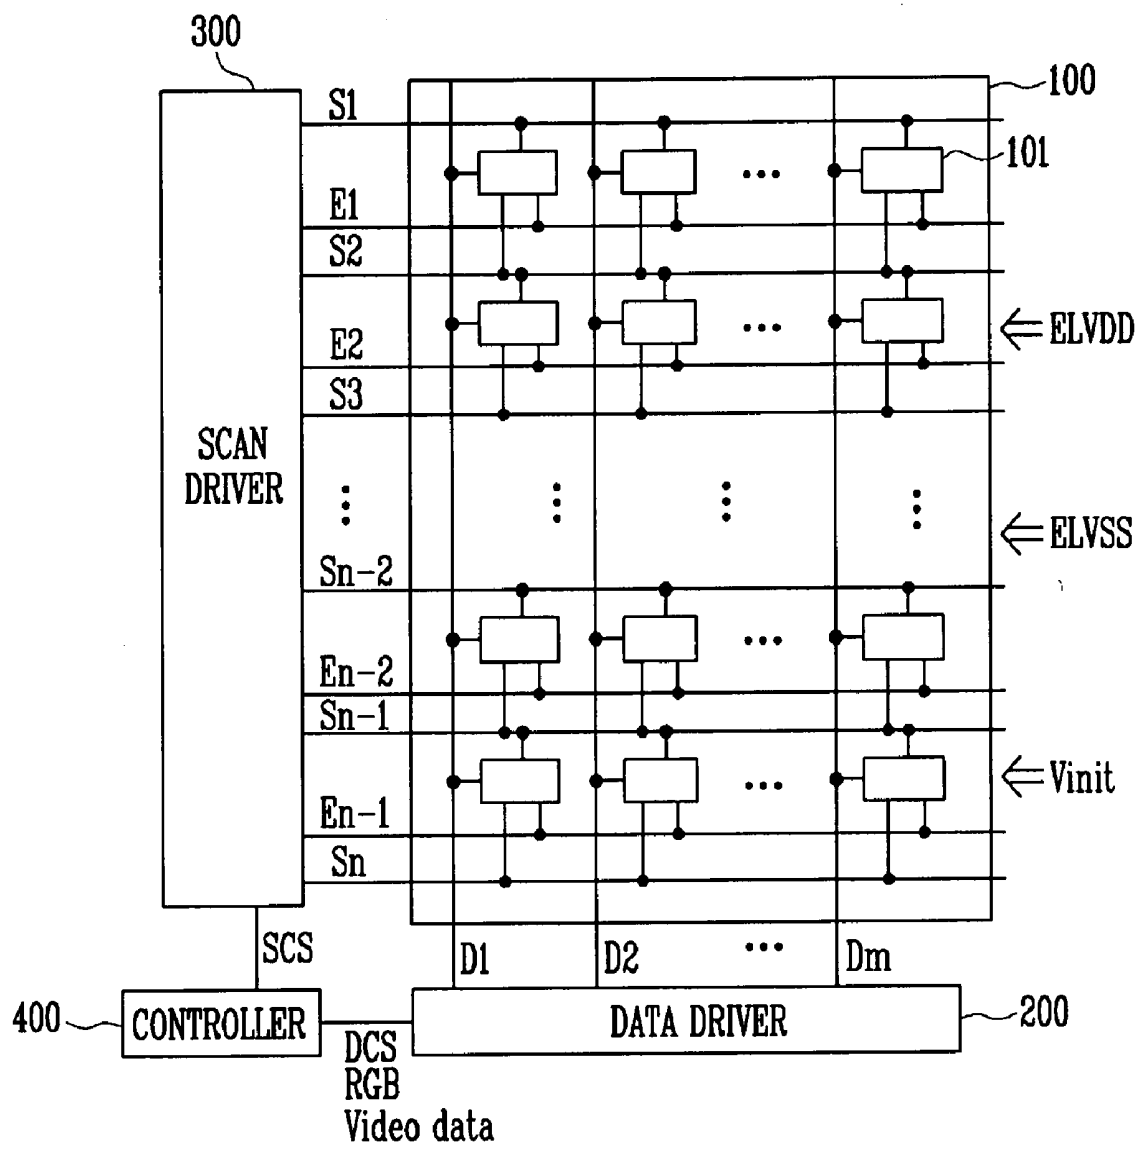 300
100
S1
101
E1
S2
ELVDD
E2
S3
SCAN
DRIVER
ELVSS
Sn-2
En-2
Sn-1
Vinit
En-1
Sn
SCS
D1
D2
Dm
400
CONTROLLER
DATA DRIVER
200
DCS
RGB
Video data